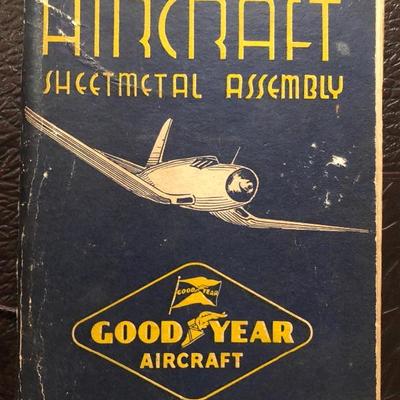 AIRCRAFT
SHEETMETAL ASSEMBLY
GOOD YEAR
GOOD YEAR
AIRCRAFT